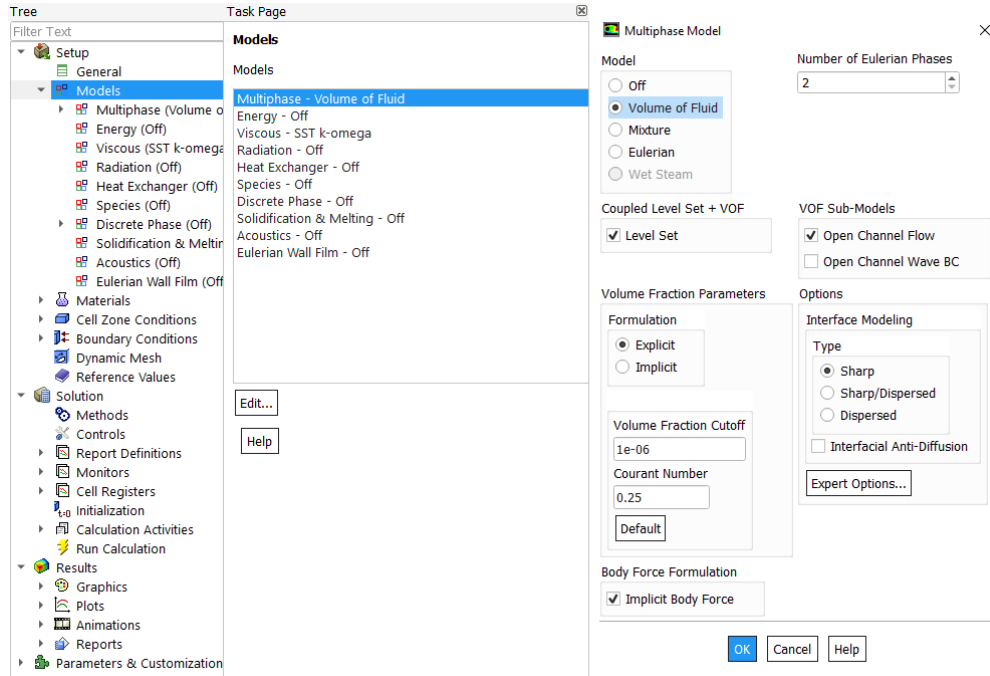 Tree
Filter Text
Setup
General
Models
Multiphase (Volume o
Energy (Off)
Viscous (SST k-omega
Radiation (Off)
Heat Exchanger (Off)
Species (Off)
Discrete Phase (Off)
Solidification & Meltin
Acoustics (Off)
Eulerian Wall Film (Off
Materials
Cell Zone Conditions
Boundary Conditions
Dynamic Mesh
Reference Values
Solution
Methods
Controls
Report Definitions
Monitors
Cell Registers
t=0 Initialization
Calculation Activities
Run Calculation
Results
Graphics
Plots
Animations
Reports
Parameters & Customization
Task Page
Models
Models
Multiphase - Volume of Fluid
Energy - Off
Viscous - SST k-omega
Radiation - Off
Heat Exchanger - Off
Species - Off
Discrete Phase - Off
Solidification & Melting - Off
Acoustics - Off
Eulerian Wall Film - Off
Edit...
Help
Multiphase Model
Model
Off
Volume of Fluid
Mixture
Eulerian
Wet Steam
Number of Eulerian Phases
2
Coupled Level Set + VOF
Level Set
VOF Sub-Models
Open Channel Flow
Open Channel Wave BC
Volume Fraction Parameters
Formulation
Explicit
Implicit
Volume Fraction Cutoff
1e-06
Courant Number
0.25
Default
Options
Interface Modeling
Type
Sharp
Sharp/Dispersed
Dispersed
Interfacial Anti-Diffusion
Expert Options...
Body Force Formulation
Implicit Body Force
OK
Cancel
Help